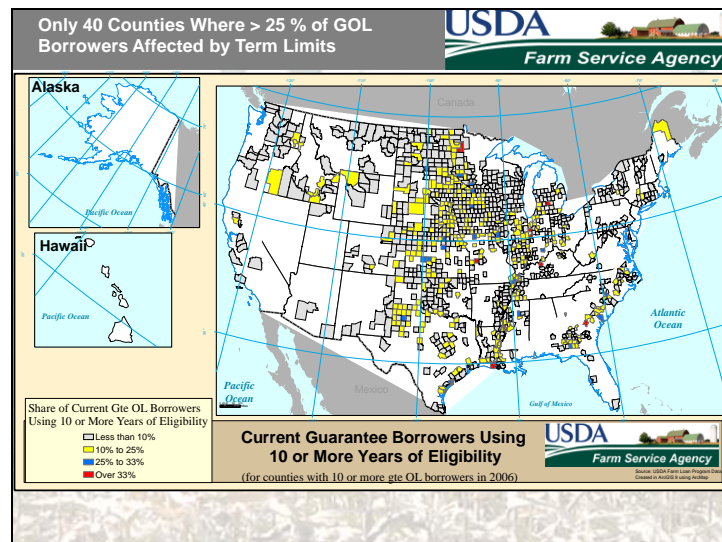 Only 40 Counties Where > 25 % of GOL
Borrowers Affected by Term Limits
USDA
Farm Service Agency
Alaska
Pacific Ocean
Hawaii
Pacific Ocean
Canada
Atlantic
Ocean
Pacific
Ocean
Mexico
Gulf of Mexico
Share of Current Gte OL Borrowers
Using 10 or More Years of Eligibility
Less than 10%
10% to 25%
25% to 33%
Over 33%
Current Guarantee Borrowers Using
10 or More Years of Eligibility
(for counties with 10 or more gte OL borrowers in 2006)
USDA
Farm Service Agency
Source: USDA Farm Loan Program Data
Created in ArcGIS 9 using ArcMap